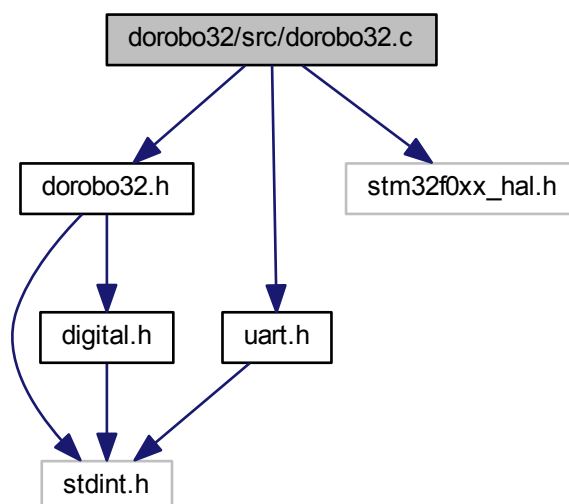 dorobo32/src/dorobo32.c
dorobo32.h
stm32f0xx_hal.h
digital.h
uart.h
stdint.h